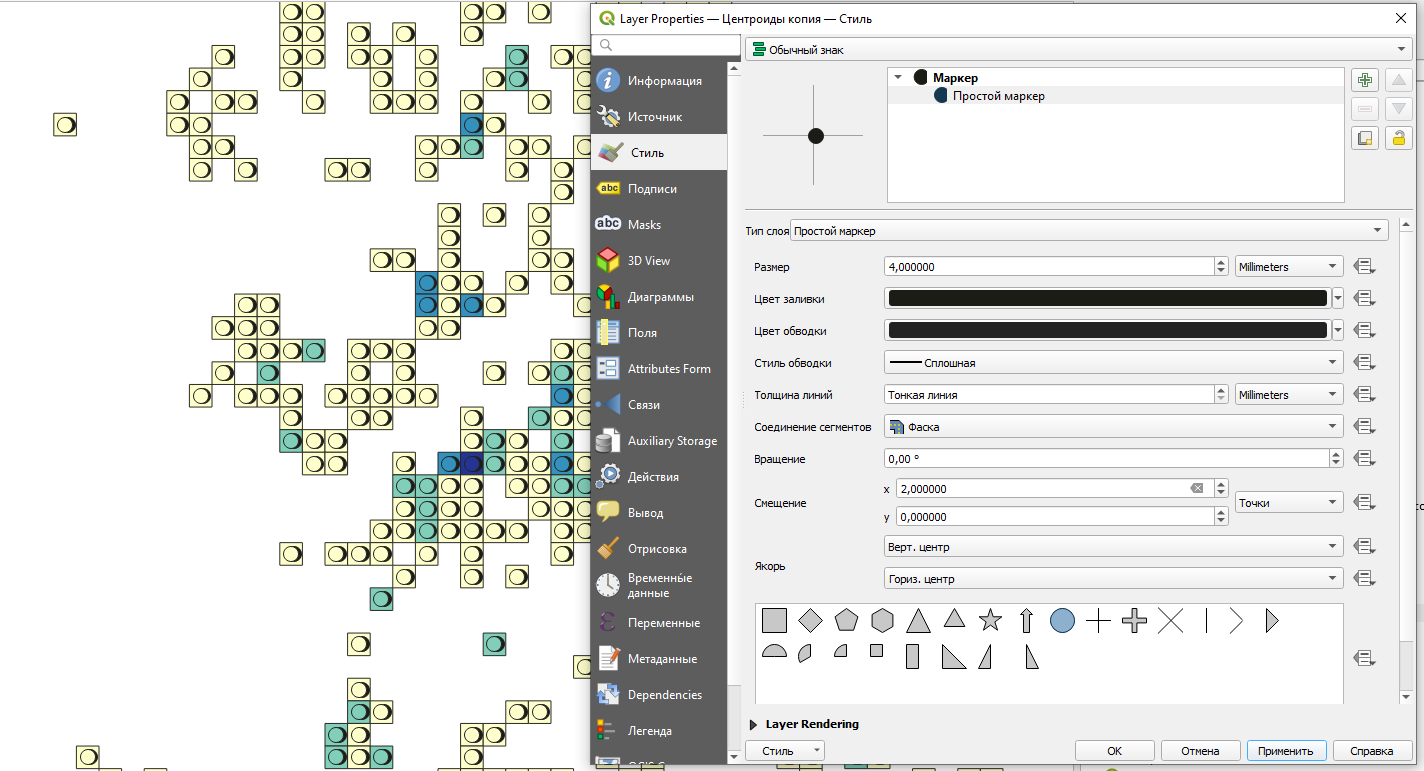 Layer Properties — Центроиды копия — Стиль
Обычный знак
Информация
Источник
Стиль
abc
Подписи
abc
Masks
3D View
Диаграммы
Поля
Attributes Form
Связи
Auxiliary Storage
Действия
Вывод
Отрисовка
Временные
данные
Переменные
Метаданные
Dependencies
Легенда
Маркер
Простой маркер
Тип слоя Простой маркер
Размер 4,000000 Millimeters
Цвет заливки
Цвет обводки
Стиль обводки Сплошная
Толщина линий Тонкая линия Millimeters
Соединение сегментов Фаска
Вращение 0,00 °
Смещение x 2,000000 Точки
y 0,000000
Якорь Верт. центр
Гориз. центр
Layer Rendering
Стиль OK Отмена Применить Справка